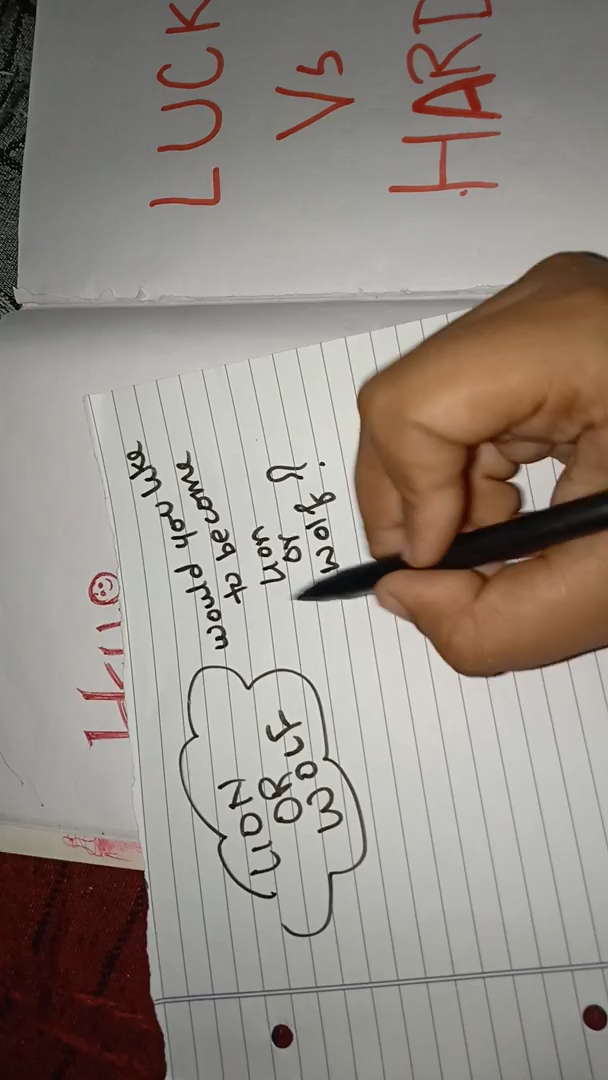 LUCK
Vs
HARD
would you like
to become
Lion
or
wolf ?
LION
OR
WOLF